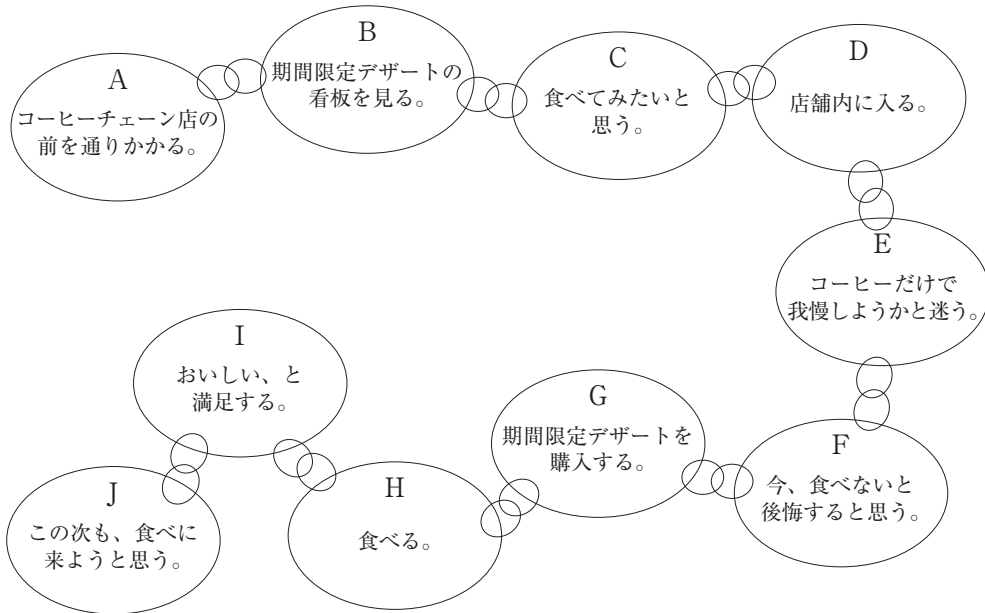 A
コーヒーチェーン店の
前を通りかかる。
B
期間限定デザートの
看板を見る。
C
食べてみたいと
思う。
D
店舗内に入る。
E
コーヒーだけで
我慢しようかと迷う。
F
今、食べないと
後悔すると思う。
G
期間限定デザートを
購入する。
H
食べる。
I
おいしい、と
満足する。
J
この次も、食べに
来ようと思う。